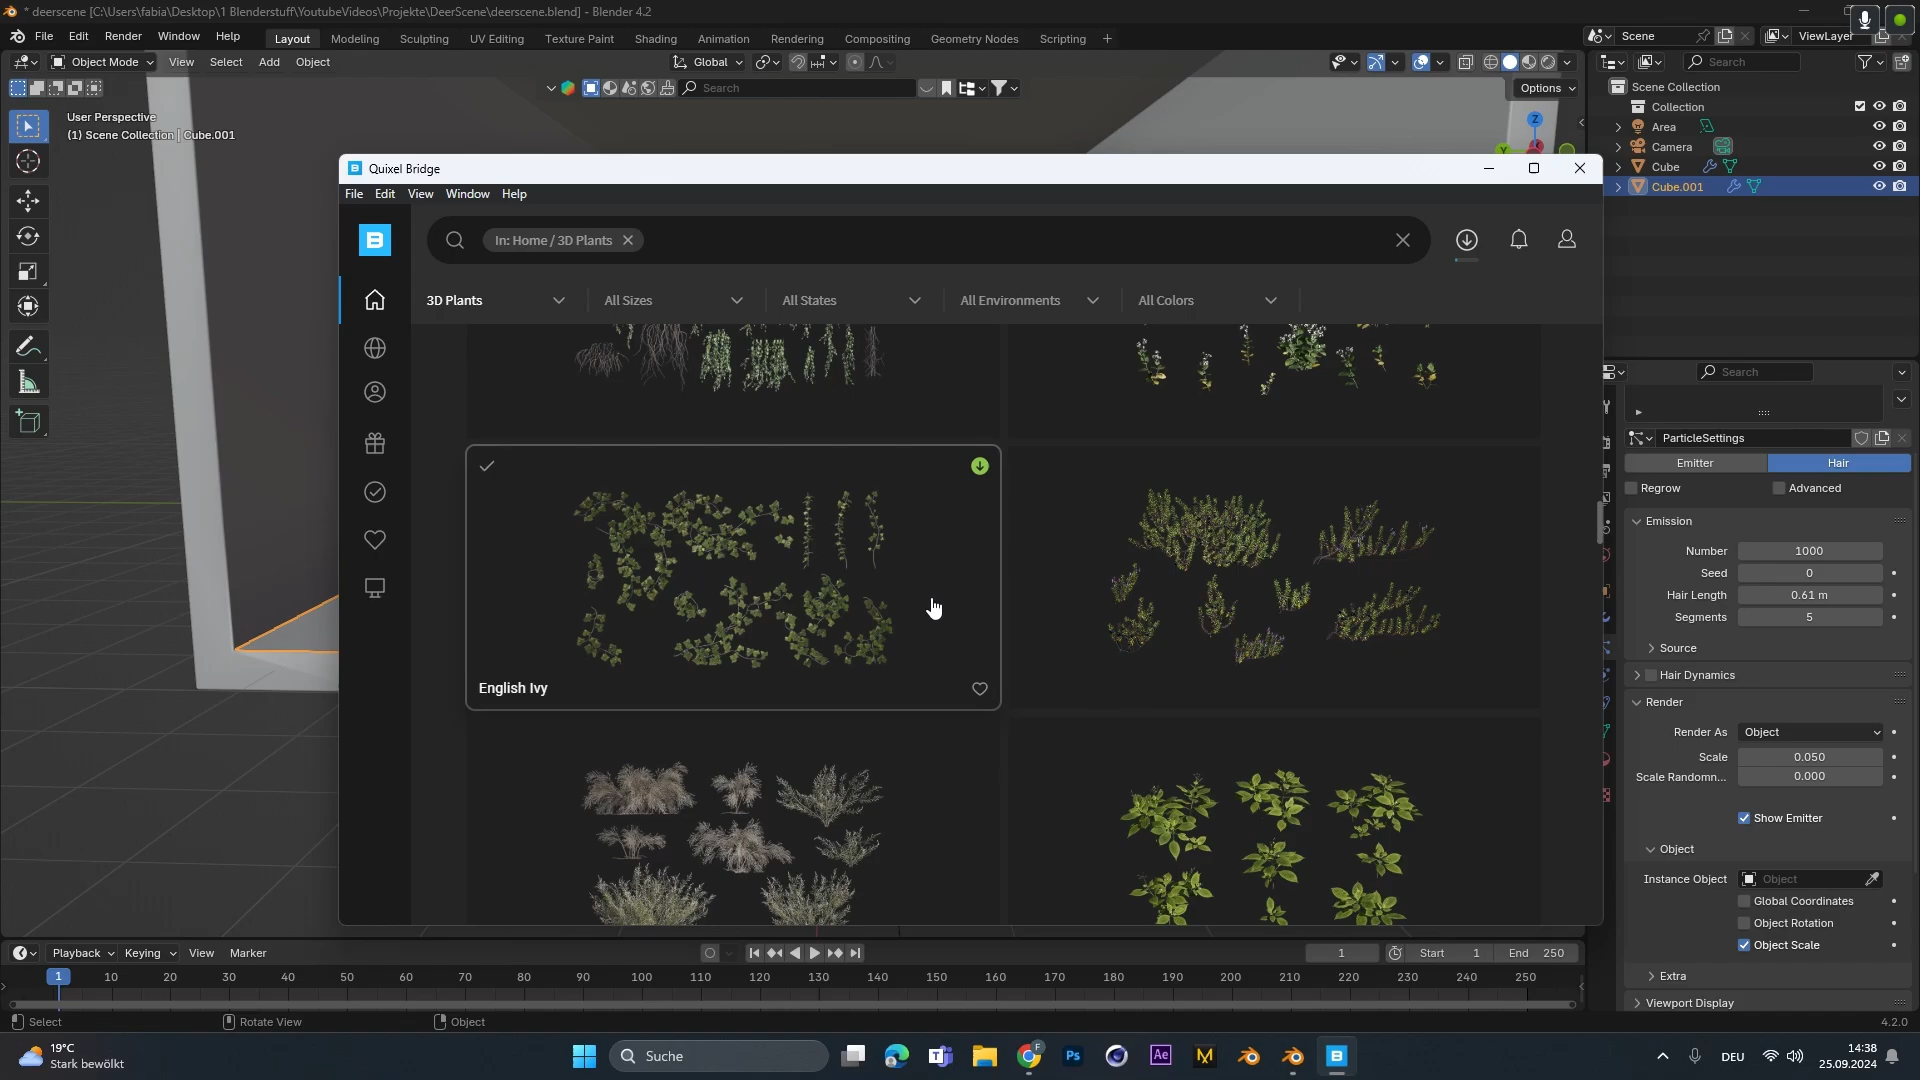 * deerscene [C:\Users\fabia\Desktop\1 Blenderstuff\YoutubeVideos\Projekte\DeerScene\deerscene.blend] - Blender 4.2
File Edit Render Window Help
Layout Modeling Sculpting UV Editing Texture Paint Shading Animation Rendering Compositing Geometry Nodes Scripting +
Scene
ViewLayer
Object Mode View Select Add Object
Global
Search
Search
Options
User Perspective
(1) Scene Collection | Cube.001
Z
Y
Scene Collection
Collection
Area
Camera
Cube
Cube.001
Quixel Bridge
File Edit View Window Help
In: Home / 3D Plants
3D Plants All Sizes All States All Environments All Colors
English Ivy
Search
ParticleSettings
Emitter Hair
Regrow Advanced
Emission
Number 1000
Seed 0
Hair Length 0.61 m
Segments 5
Source
Hair Dynamics
Render
Render As Object
Scale 0.050
Scale Randomn... 0.000
Show Emitter
Object
Instance Object Object
Global Coordinates
Object Rotation
Object Scale
Extra
Viewport Display
Playback Keying View Marker
1 Start 1 End 250
1 10 20 30 40 50 60 70 80 90 100 110 120 130 140 150 160 170 180 190 200 210 220 230 240 250
Select Rotate View Object
4.2.0
19°C
Stark bewölkt
Suche
F
Ps
Ae
DEU
14:38
25.09.2024